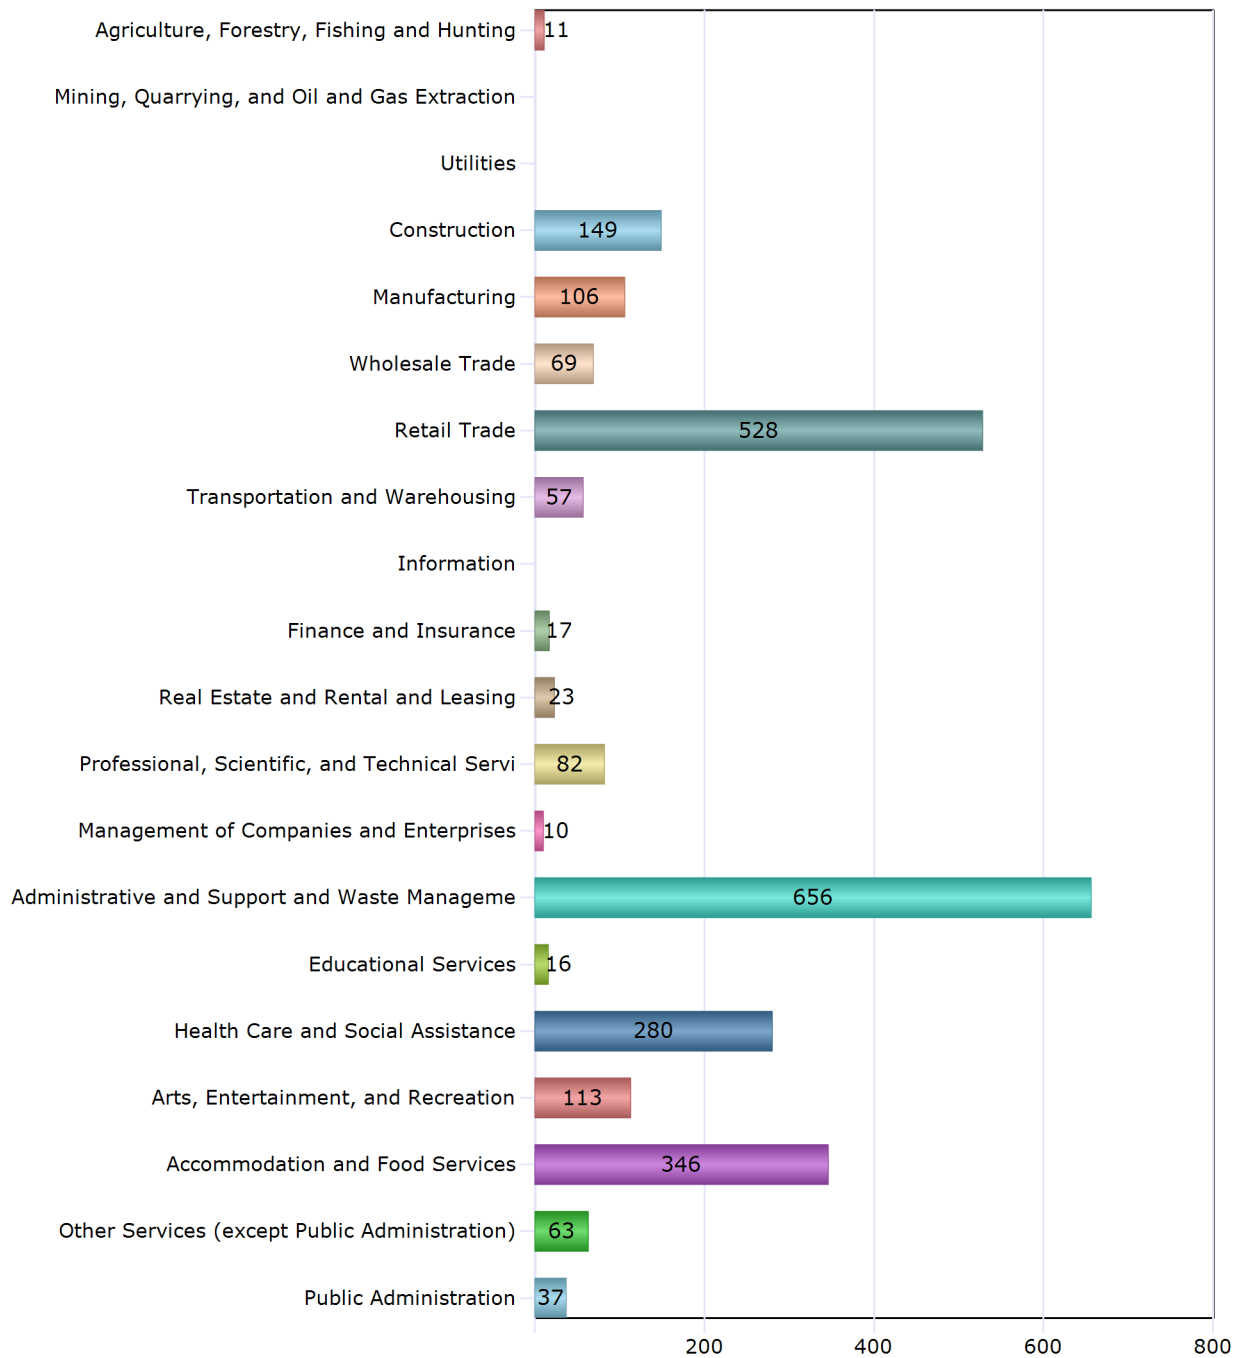 Agriculture, Forestry, Fishing and Hunting 11
Mining, Quarrying, and Oil and Gas Extraction
Utilities
Construction 149
Manufacturing 106
Wholesale Trade 69
Retail Trade 528
Transportation and Warehousing 57
Information
Finance and Insurance 17
Real Estate and Rental and Leasing 23
Professional, Scientific, and Technical Servi 82
Management of Companies and Enterprises 10
Administrative and Support and Waste Manageme 656
Educational Services 16
Health Care and Social Assistance 280
Arts, Entertainment, and Recreation 113
Accommodation and Food Services 346
Other Services (except Public Administration) 63
Public Administration 37
200 400 600 800